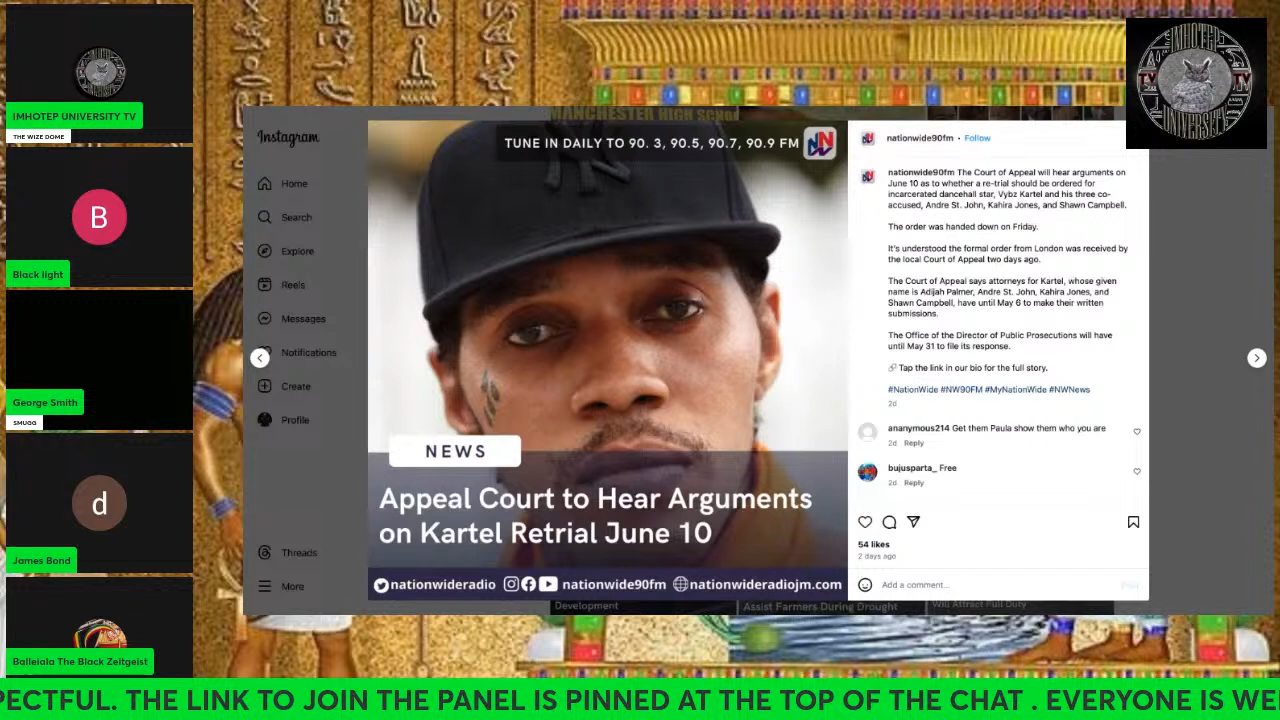 IMHOTEP UNIVERSITY TV
THE WIZE DOME
B
Black light
George Smith
SMUGG
d
James Bond
Balleiala The Black Zeitgeist
IMHOTEP
TV TV
UNIVERSITY
MANCHESTER HIGH SCHOOL
Instagram
Home
Search
Explore
Reels
Messages
Notifications
Create
Profile
Threads
More
TUNE IN DAILY TO 90. 3, 90.5, 90.7, 90.9 FM
NEWS
Appeal Court to Hear Arguments
on Kartel Retrial June 10
nationwideradio nationwide90fm nationwideradiojm.com
nationwide90fm • Follow
nationwide90fm The Court of Appeal will hear arguments on
June 10 as to whether a re-trial should be ordered for
incarcerated dancehall star, Vybz Kartel and his three co-
accused, Andre St. John, Kahira Jones, and Shawn Campbell.
The order was handed down on Friday.
It's understood the formal order from London was received by
the local Court of Appeal two days ago.
The Court of Appeal says attorneys for Kartel, whose given
name is Adijah Palmer, Andre St. John, Kahira Jones, and
Shawn Campbell, have until May 6 to make their written
submissions.
The Office of the Director of Public Prosecutions will have
until May 31 to file its response.
🔗 Tap the link in our bio for the full story.
#NationWide #NW90FM #MyNationWide #NWNews
2d
ananymous214 Get them Paula show them who you are
2d Reply
bujusparta_ Free
2d Reply
54 likes
2 days ago
Add a comment...
Post
Development
Assist Farmers During Drought
Will Attract Full Duty
PECTFUL. THE LINK TO JOIN THE PANEL IS PINNED AT THE TOP OF THE CHAT . EVERYONE IS WE